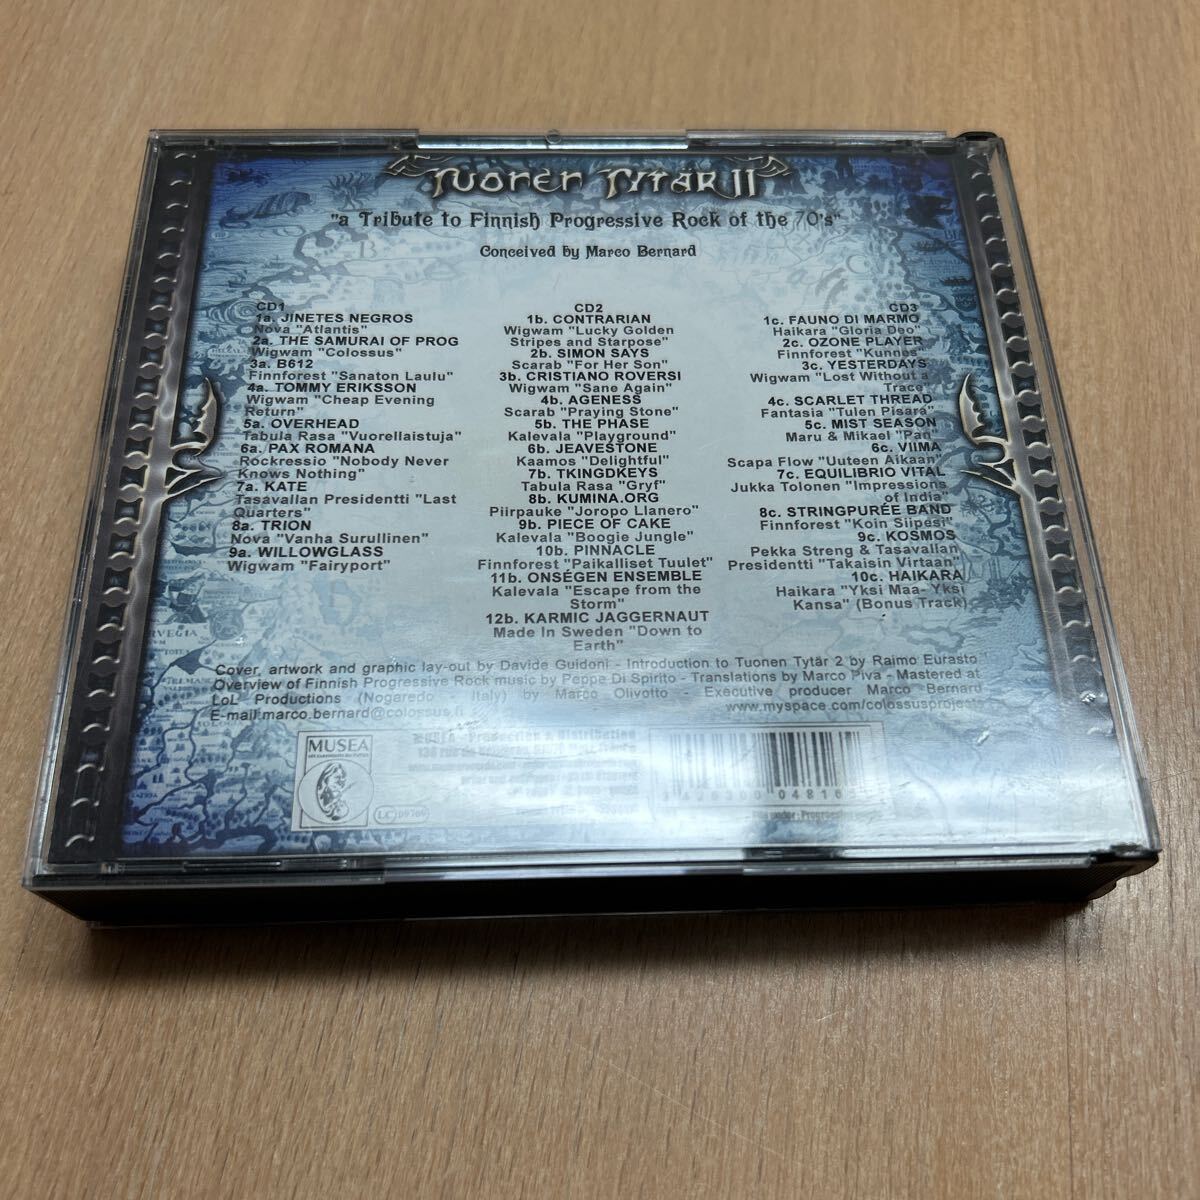 Tuonen Tytär II
"a Tribute to Finnish Progressive Rock of the 70's"
Conceived by Marco Bernard
CD1
1a. JINETES NEGROS
Nova "Atlantis"
2a. THE SAMURAI OF PROG
Wigwam "Colossus"
3a. B612
Finnforest "Sanaton Laulu"
4a. TOMMY ERIKSSON
Wigwam "Cheap Evening
Return"
5a. OVERHEAD
Tabula Rasa "Vuorellaistuja"
6a. PAX ROMANA
Rockressio "Nobody Never
Knows Nothing"
7a. KATE
Tasavallan Presidentti "Last
Quarters"
8a. TRION
Nova "Vanha Surullinen"
9a. WILLOWGLASS
Wigwam "Fairyport"
CD2
1b. CONTRARIAN
Wigwam "Lucky Golden
Stripes and Starpose"
2b. SIMON SAYS
Scarab "For Her Son"
3b. CRISTIANO ROVERSI
Wigwam "Sane Again"
4b. AGENESS
Scarab "Praying Stone"
5b. THE PHASE
Kalevala "Playground"
6b. JEAVESTONE
Kaamos "Delightful"
7b. TKINGDKEYS
Tabula Rasa "Gryf"
8b. KUMINA.ORG
Piirpauke "Joropo Llanero"
9b. PIECE OF CAKE
Kalevala "Boogie Jungle"
10b. PINNACLE
Finnforest "Paikalliset Tuulet"
11b. ONSÉGEN ENSEMBLE
Kalevala "Escape from the
Storm"
12b. KARMIC JAGGERNAUT
Made In Sweden "Down to
Earth"
CD3
1c. FAUNO DI MARMO
Haikara "Gloria Deo"
2c. OZONE PLAYER
Finnforest "Kunnes"
3c. YESTERDAYS
Wigwam "Lost Without a
Trace"
4c. SCARLET THREAD
Fantasia "Tulen Pisara"
5c. MIST SEASON
Maru & Mikael "Pan"
6c. VIIMA
Scapa Flow "Uuteen Aikaan"
7c. EQUILIBRIO VITAL
Jukka Tolonen "Impressions
of India"
8c. STRINGPURÉE BAND
Finnforest "Koin Siipesi"
9c. KOSMOS
Pekka Streng & Tasavallan
Presidentti "Takaisin Virtaan"
10c. HAIKARA
Haikara "Yksi Maa- Yksi
Kansa" (Bonus Track)
Cover, artwork and graphic lay-out by Davide Guidoni - Introduction to Tuonen Tytär 2 by Raimo Eurasto
Overview of Finnish Progressive Rock music by Peppe Di Spirito - Translations by Marco Piva - Mastered at
LoL Productions (Nogaredo - Italy) by Marco Olivotto - Executive producer Marco Bernard
E-mail:marco.bernard@colossus.fi
www.myspace.com/colossusprojects
MUSEA
LC 09709
Production & Distribution